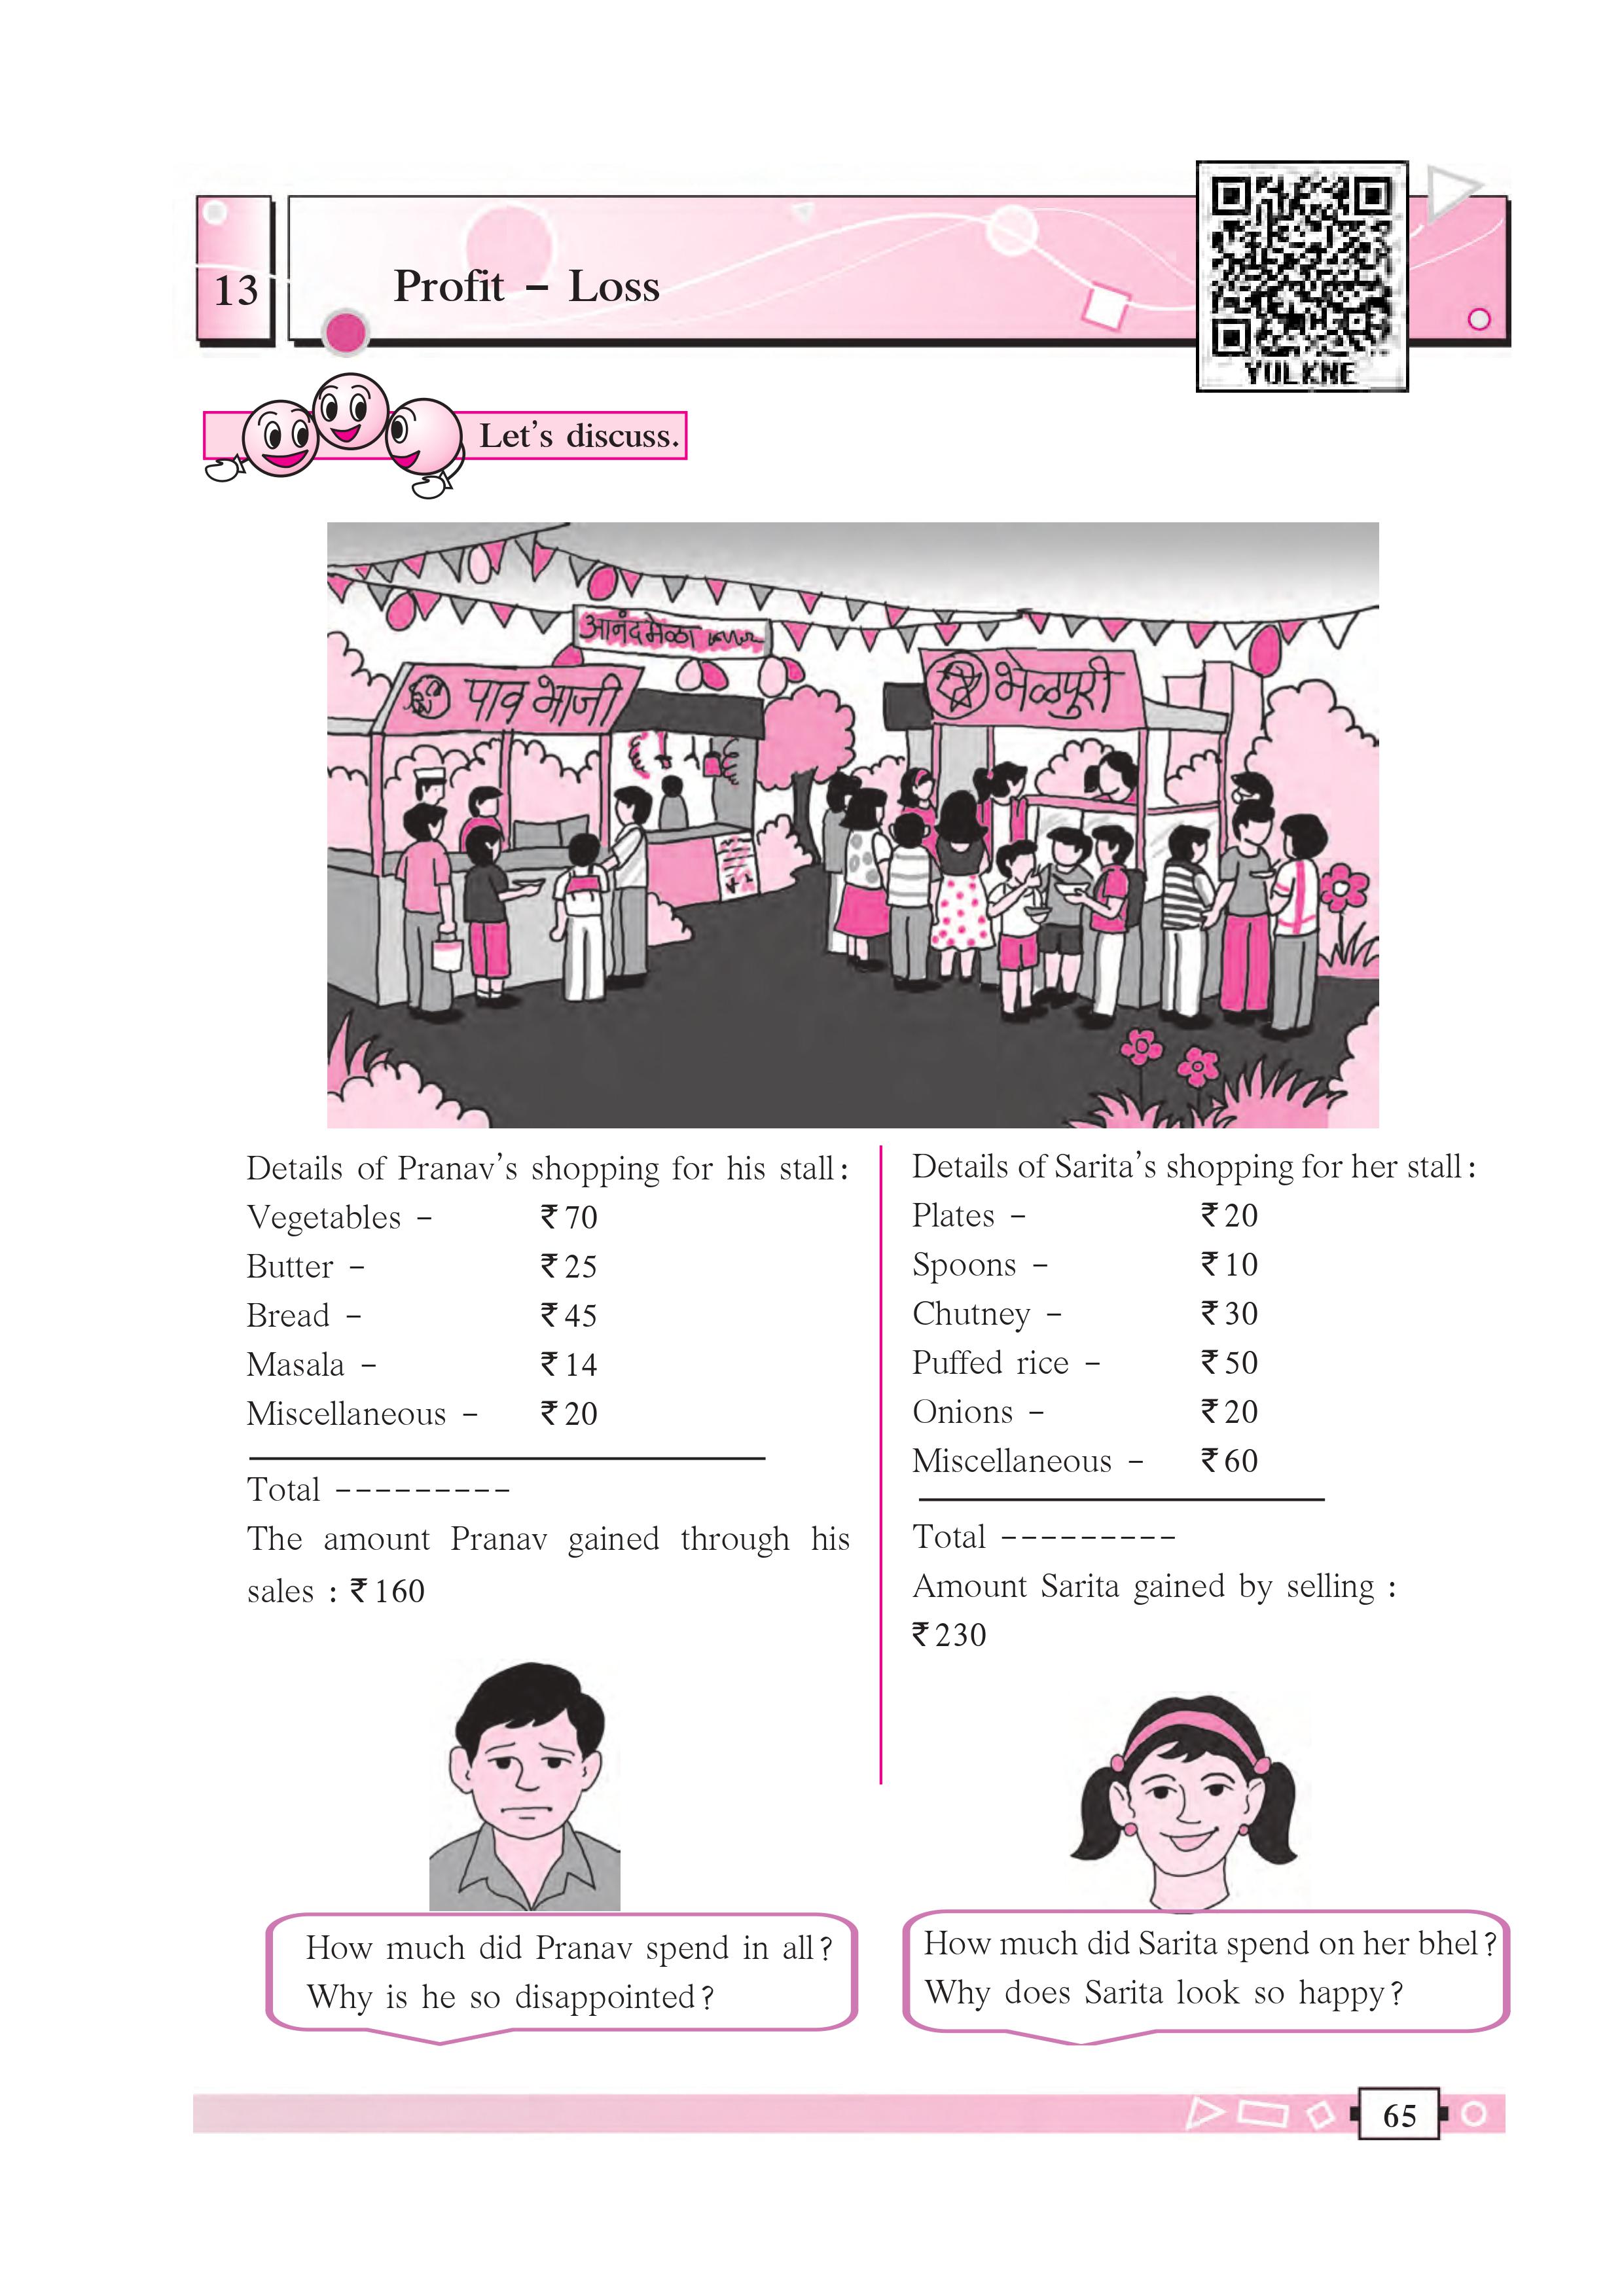 13
Profit – Loss
YULKNE
Let's discuss.
आनंदमेळा
पाव भाजी
भेळपुरी
Details of Pranav's shopping for his stall :
Vegetables – ₹ 70
Butter – ₹ 25
Bread – ₹ 45
Masala – ₹ 14
Miscellaneous – ₹ 20
Total ---------
The amount Pranav gained through his
sales : ₹ 160
Details of Sarita's shopping for her stall :
Plates – ₹ 20
Spoons – ₹ 10
Chutney – ₹ 30
Puffed rice – ₹ 50
Onions – ₹ 20
Miscellaneous – ₹ 60
Total ---------
Amount Sarita gained by selling :
₹ 230
How much did Pranav spend in all ?
Why is he so disappointed ?
How much did Sarita spend on her bhel ?
Why does Sarita look so happy ?
65